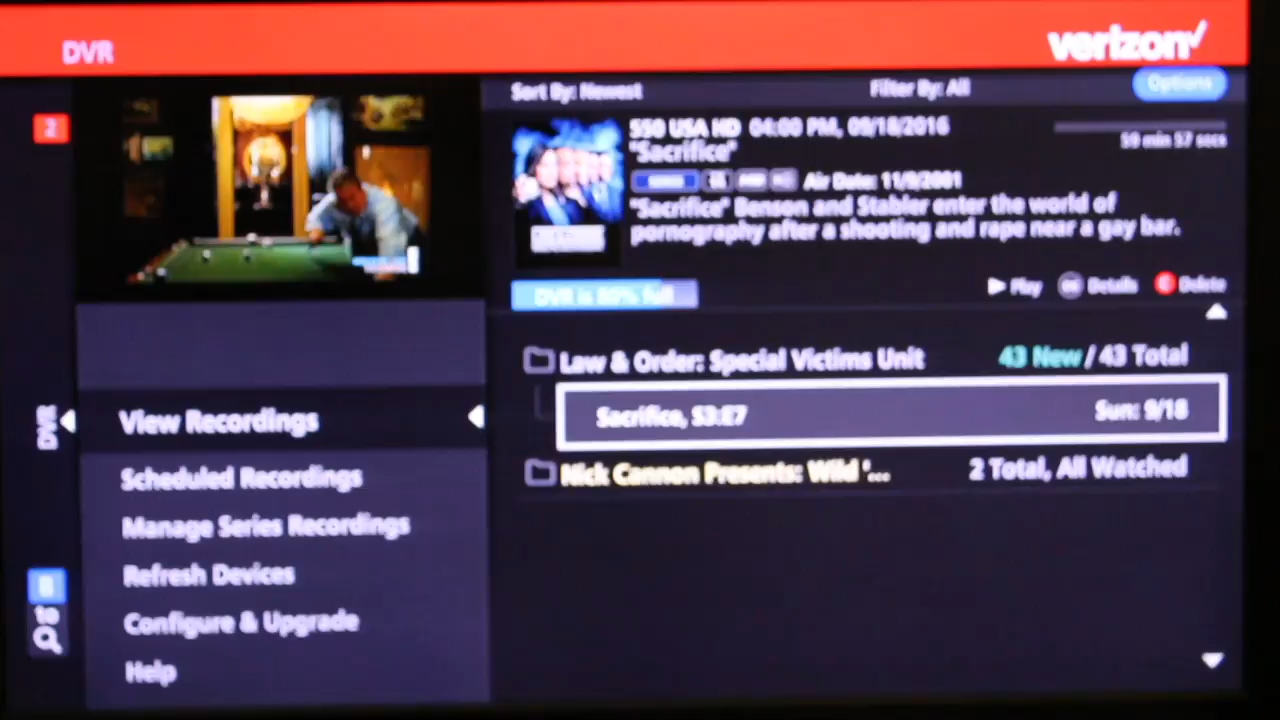 DVR
verizon
Sort By: Newest
Filter By: All
Options
2
550 USA HD 04:00 PM, 09/18/2016
59 min 57 secs
"Sacrifice"
Air Date: 11/9/2001
"Sacrifice" Benson and Stabler enter the world of
pornography after a shooting and rape near a gay bar.
DVR is 80% full
Play
Details
Delete
Law & Order: Special Victims Unit 43 New / 43 Total
Sacrifice, S3:E7 Sun: 9/18
Nick Cannon Presents: Wild '... 2 Total, All Watched
DVR
View Recordings
Scheduled Recordings
Manage Series Recordings
Refresh Devices
Configure & Upgrade
Help